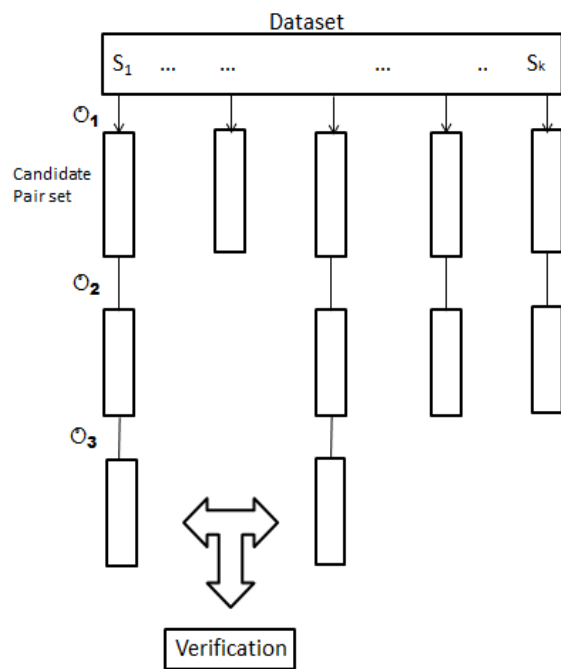 Dataset
S₁ ... ... ... .. Sₖ
O₁
Candidate
Pair set
O₂
O₃
Verification